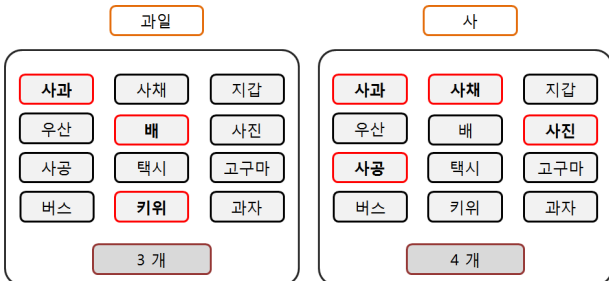 과일
사과 사채 지갑
우산 배 사진
사공 택시 고구마
버스 키위 과자
3 개
사
사과 사채 지갑
우산 배 사진
사공 택시 고구마
버스 키위 과자
4 개